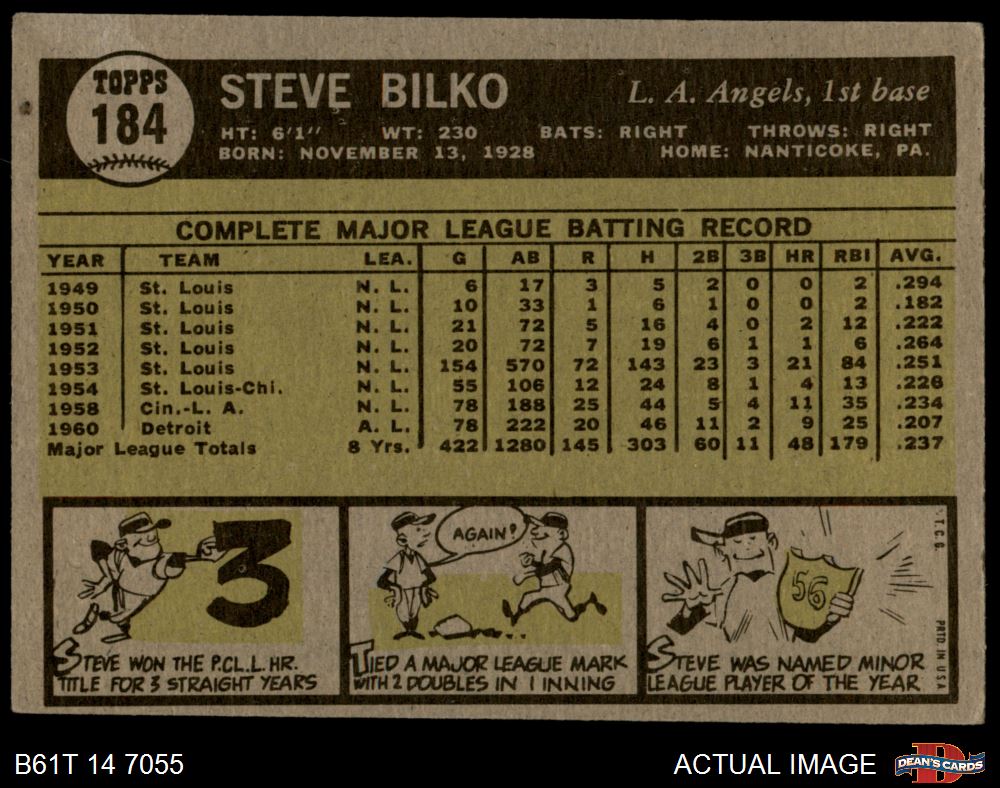 TOPPS
184
STEVE BILKO
L. A. Angels, 1st base
HT: 6'1" WT: 230 BATS: RIGHT THROWS: RIGHT
BORN: NOVEMBER 13, 1928 HOME: NANTICOKE, PA.
COMPLETE MAJOR LEAGUE BATTING RECORD
YEAR TEAM LEA. G AB R H 2B 3B HR RBI AVG.
1949 St. Louis N. L. 6 17 3 5 2 0 0 2 .294
1950 St. Louis N. L. 10 33 1 6 1 0 0 2 .182
1951 St. Louis N. L. 21 72 5 16 4 0 2 12 .222
1952 St. Louis N. L. 20 72 7 19 6 1 1 6 .264
1953 St. Louis N. L. 154 570 72 143 23 3 21 84 .251
1954 St. Louis-Chi. N. L. 55 106 12 24 8 1 4 13 .226
1958 Cin.-L. A. N. L. 78 188 25 44 5 4 11 35 .234
1960 Detroit A. L. 78 222 20 46 11 2 9 25 .207
Major League Totals 8 Yrs. 422 1280 145 303 60 11 48 179 .237
3
STEVE WON THE P.C.L. H.R.
TITLE FOR 3 STRAIGHT YEARS
AGAIN?
TIED A MAJOR LEAGUE MARK
WITH 2 DOUBLES IN 1 INNING
56
STEVE WAS NAMED MINOR
LEAGUE PLAYER OF THE YEAR
T.C.G.
PRTD IN U S A
B61T 14 7055
ACTUAL IMAGE
D
DEAN'S CARDS